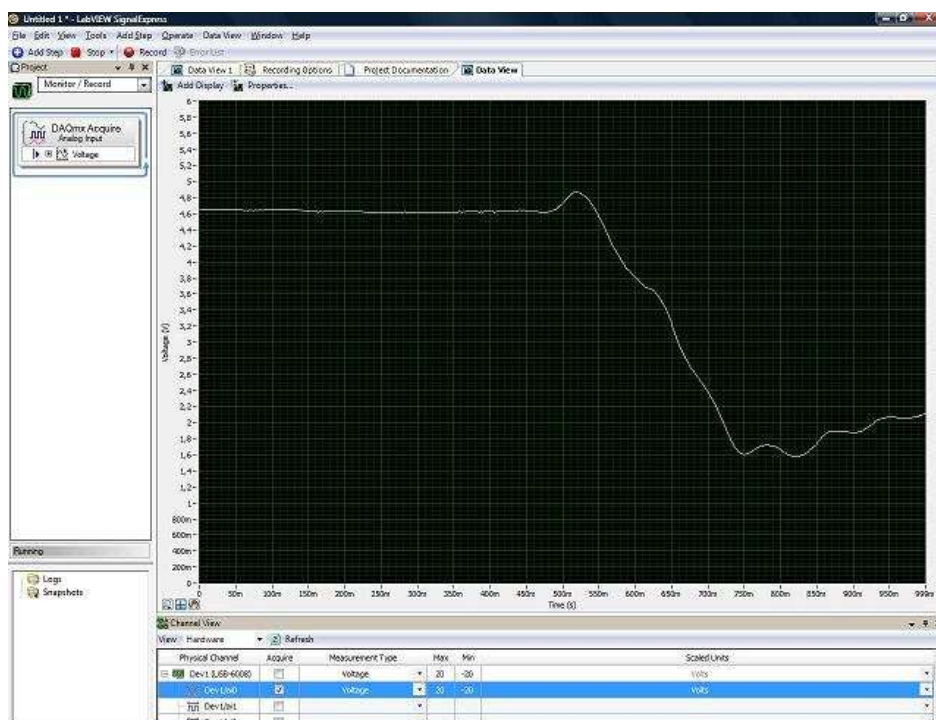 Untitled 1 * - LabVIEW SignalExpress
File Edit View Tools Add Step Operate Data View Window Help
Add Step Stop Record Error List
Project
Monitor / Record
DAQmx Acquire
Analog Input
Voltage
Running
Logs
Snapshots
Data View 1 Recording Options Project Documentation Data View
Add Display Properties...
6
5,8
5,6
5,4
5,2
5
4,8
4,6
4,4
4,2
4
3,8
3,6
3,4
3,2
3
2,8
2,6
2,4
2,2
2
1,8
1,6
1,4
1,2
1
800m
600m
400m
200m
0
Voltage (V)
0 50m 100m 150m 200m 250m 300m 350m 400m 450m 500m 550m 600m 650m 700m 750m 800m 850m 900m 950m 999m
Time (s)
Channel View
View Hardware Refresh
Physical Channel Acquire Measurement Type Max Min Scaled Units
Dev1 (USB-6008) Voltage 20 -20 Volts
Dev1/ai0 Voltage 20 -20 Volts
Dev1/ai1